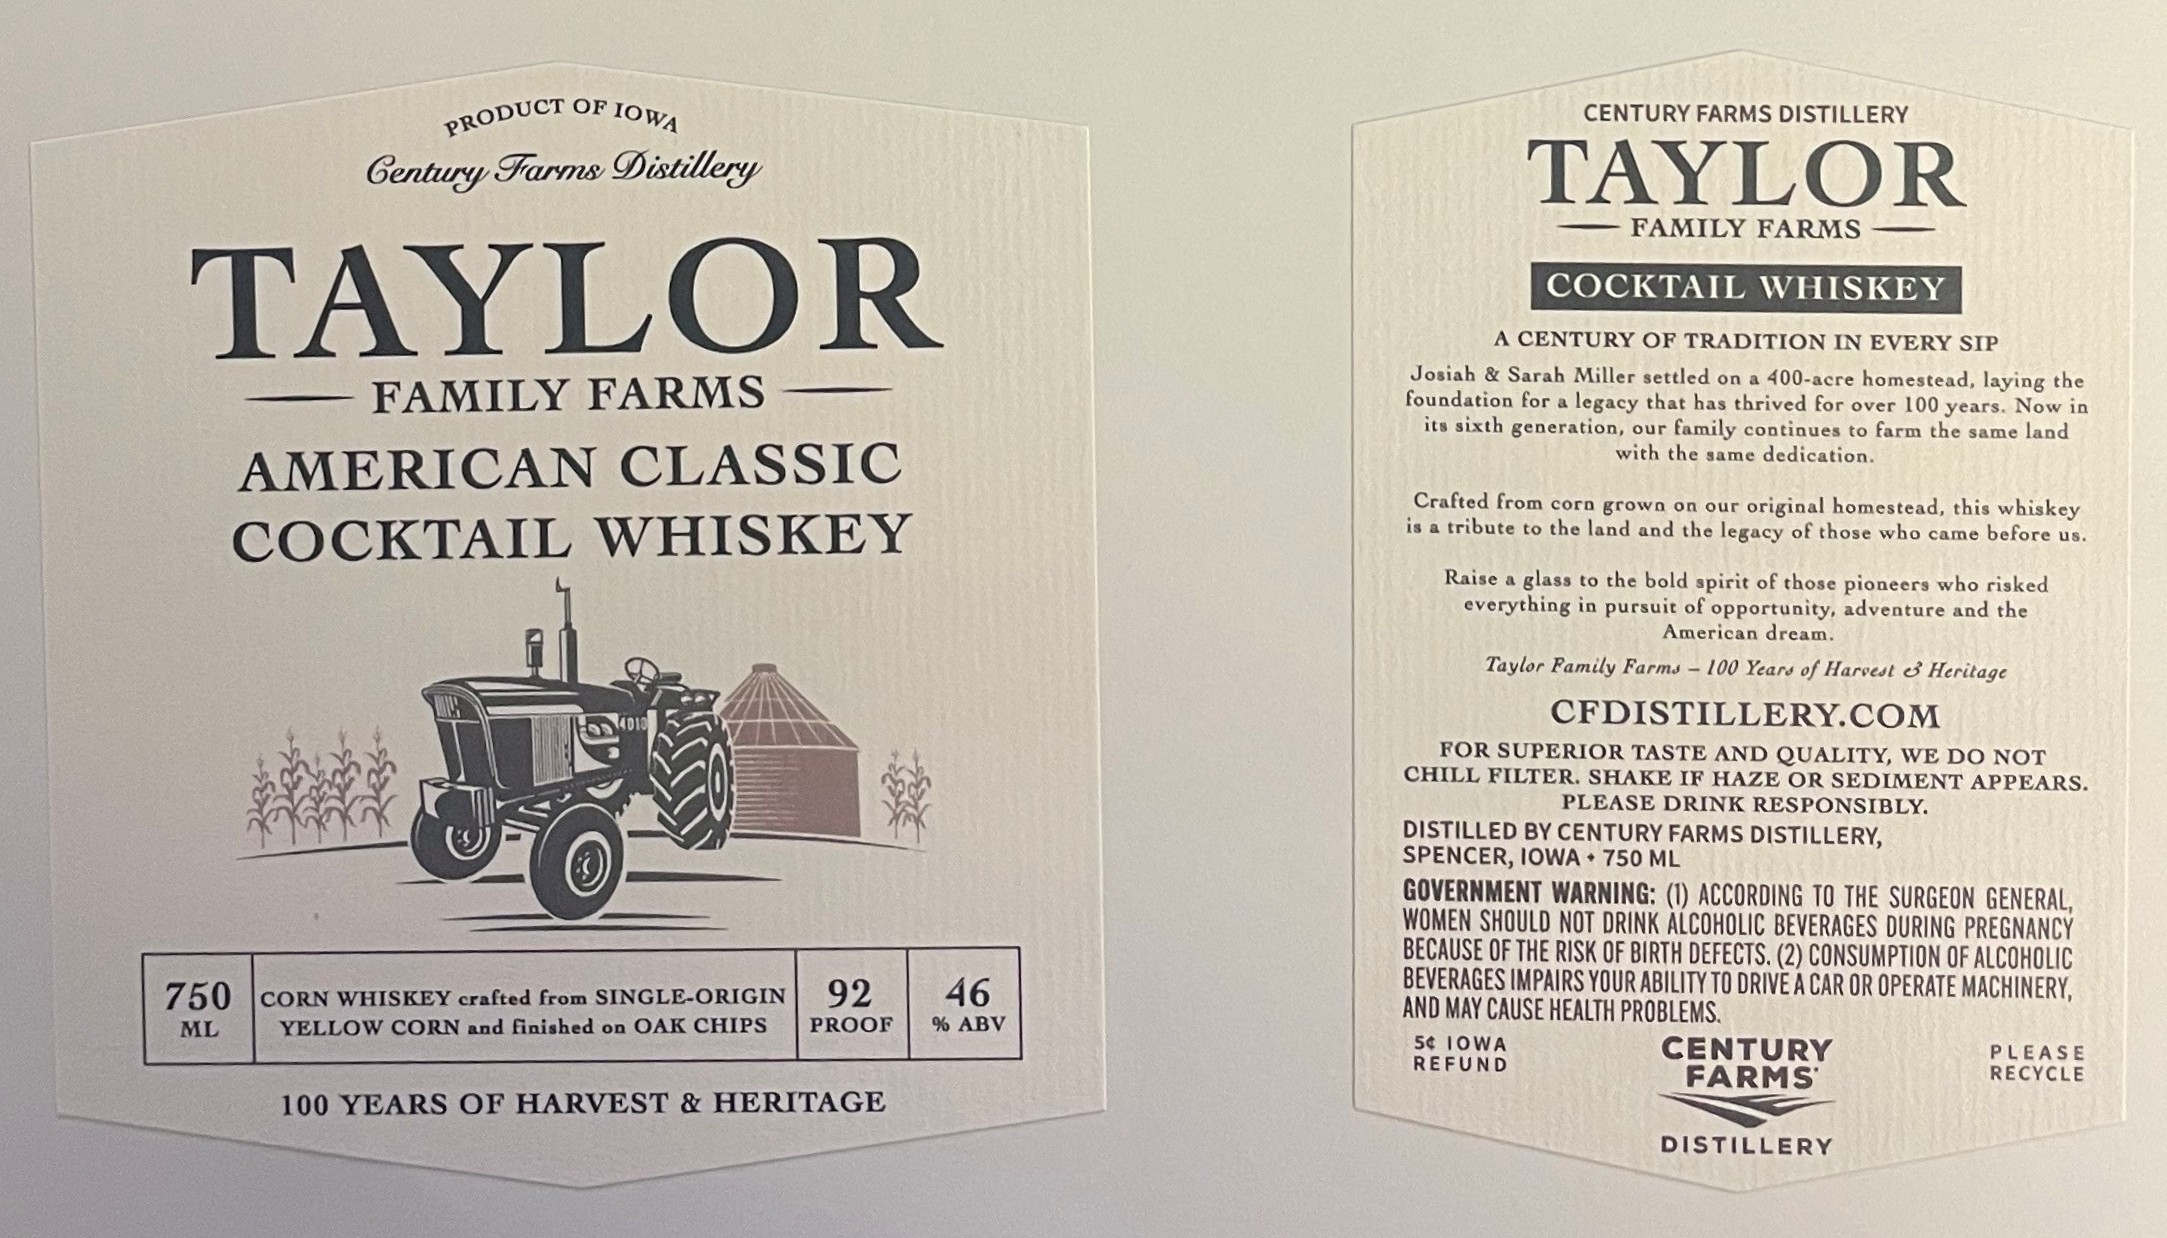 PRODUCT OF IOWA
Century Farms Distillery
TAYLOR
FAMILY FARMS
AMERICAN CLASSIC
COCKTAIL WHISKEY
4010
750
ML
CORN WHISKEY crafted from SINGLE-ORIGIN
YELLOW CORN and finished on OAK CHIPS
92
PROOF
46
% ABV
100 YEARS OF HARVEST & HERITAGE
CENTURY FARMS DISTILLERY
TAYLOR
FAMILY FARMS
COCKTAIL WHISKEY
A CENTURY OF TRADITION IN EVERY SIP
Josiah & Sarah Miller settled on a 400-acre homestead, laying the
foundation for a legacy that has thrived for over 100 years. Now in
its sixth generation, our family continues to farm the same land
with the same dedication.
Crafted from corn grown on our original homestead, this whiskey
is a tribute to the land and the legacy of those who came before us.
Raise a glass to the bold spirit of those pioneers who risked
everything in pursuit of opportunity, adventure and the
American dream.
Taylor Family Farms – 100 Years of Harvest & Heritage
CFDISTILLERY.COM
FOR SUPERIOR TASTE AND QUALITY, WE DO NOT
CHILL FILTER. SHAKE IF HAZE OR SEDIMENT APPEARS.
PLEASE DRINK RESPONSIBLY.
DISTILLED BY CENTURY FARMS DISTILLERY,
SPENCER, IOWA • 750 ML
GOVERNMENT WARNING: (1) ACCORDING TO THE SURGEON GENERAL,
WOMEN SHOULD NOT DRINK ALCOHOLIC BEVERAGES DURING PREGNANCY
BECAUSE OF THE RISK OF BIRTH DEFECTS. (2) CONSUMPTION OF ALCOHOLIC
BEVERAGES IMPAIRS YOUR ABILITY TO DRIVE A CAR OR OPERATE MACHINERY,
AND MAY CAUSE HEALTH PROBLEMS.
5¢ IOWA
REFUND
CENTURY
FARMS
DISTILLERY
PLEASE
RECYCLE